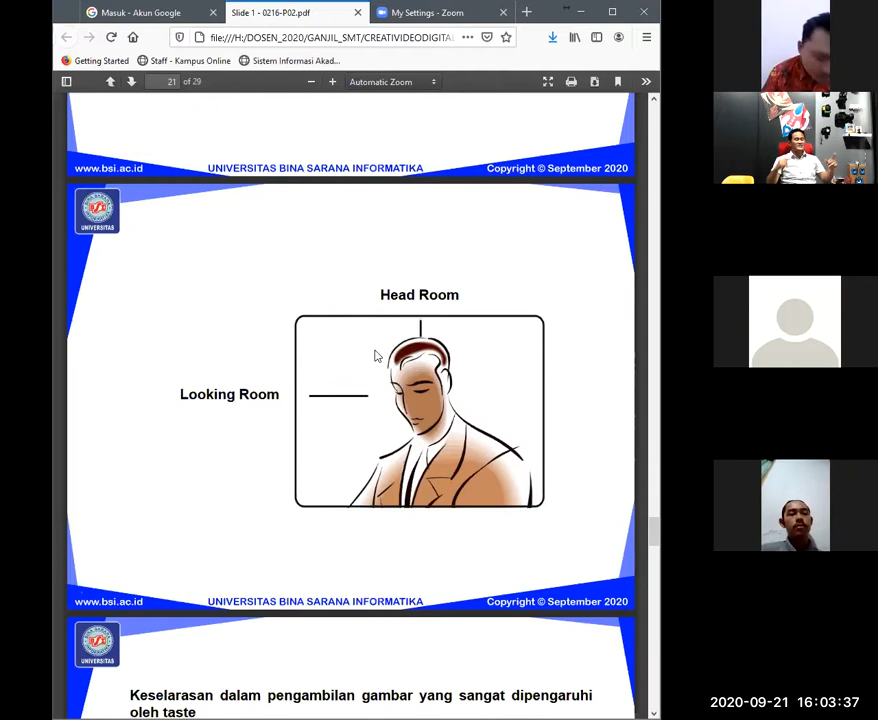 Masuk - Akun Google
Slide 1 - 0216-P02.pdf
My Settings - Zoom
file:///H:/DOSEN_2020/GANJIL_SMT/CREATIVIDEODIGITAL
Getting Started
Staff - Kampus Online
Sistem Informasi Akad...
21 of 29
Automatic Zoom
www.bsi.ac.id UNIVERSITAS BINA SARANA INFORMATIKA Copyright © September 2020
UNIVERSITAS
Head Room
Looking Room
www.bsi.ac.id UNIVERSITAS BINA SARANA INFORMATIKA Copyright © September 2020
UNIVERSITAS
Keselarasan dalam pengambilan gambar yang sangat dipengaruhi
oleh taste
2020-09-21 16:03:37